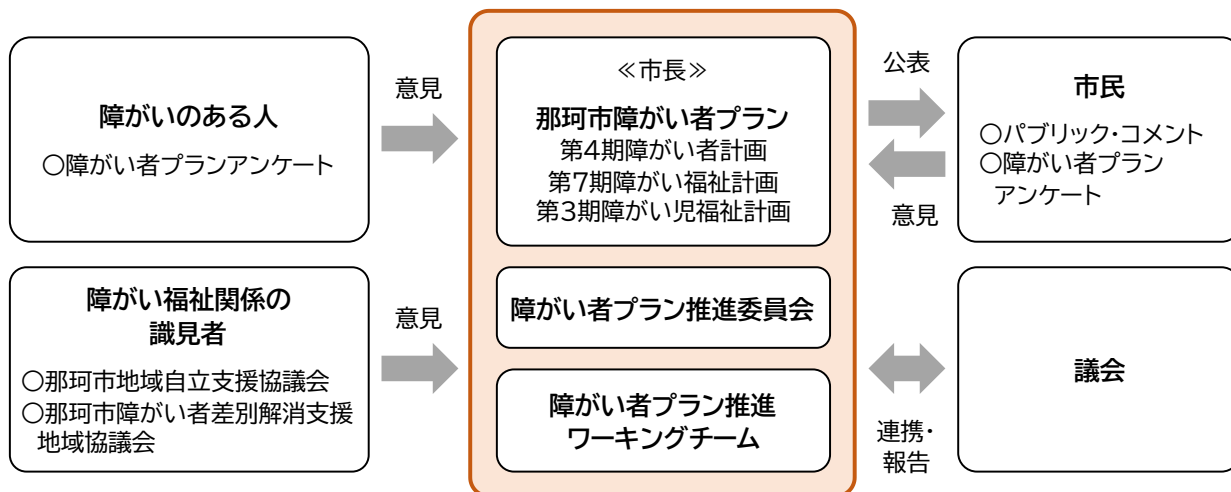 障がいのある人
○障がい者プランアンケート
意見
障がい福祉関係の
識見者
○那珂市地域自立支援協議会
○那珂市障がい者差別解消支援
地域協議会
意見
≪市長≫
那珂市障がい者プラン
第4期障がい者計画
第7期障がい福祉計画
第3期障がい児福祉計画
障がい者プラン推進委員会
障がい者プラン推進
ワーキングチーム
公表
意見
市民
○パブリック・コメント
○障がい者プラン
アンケート
連携・
報告
議会